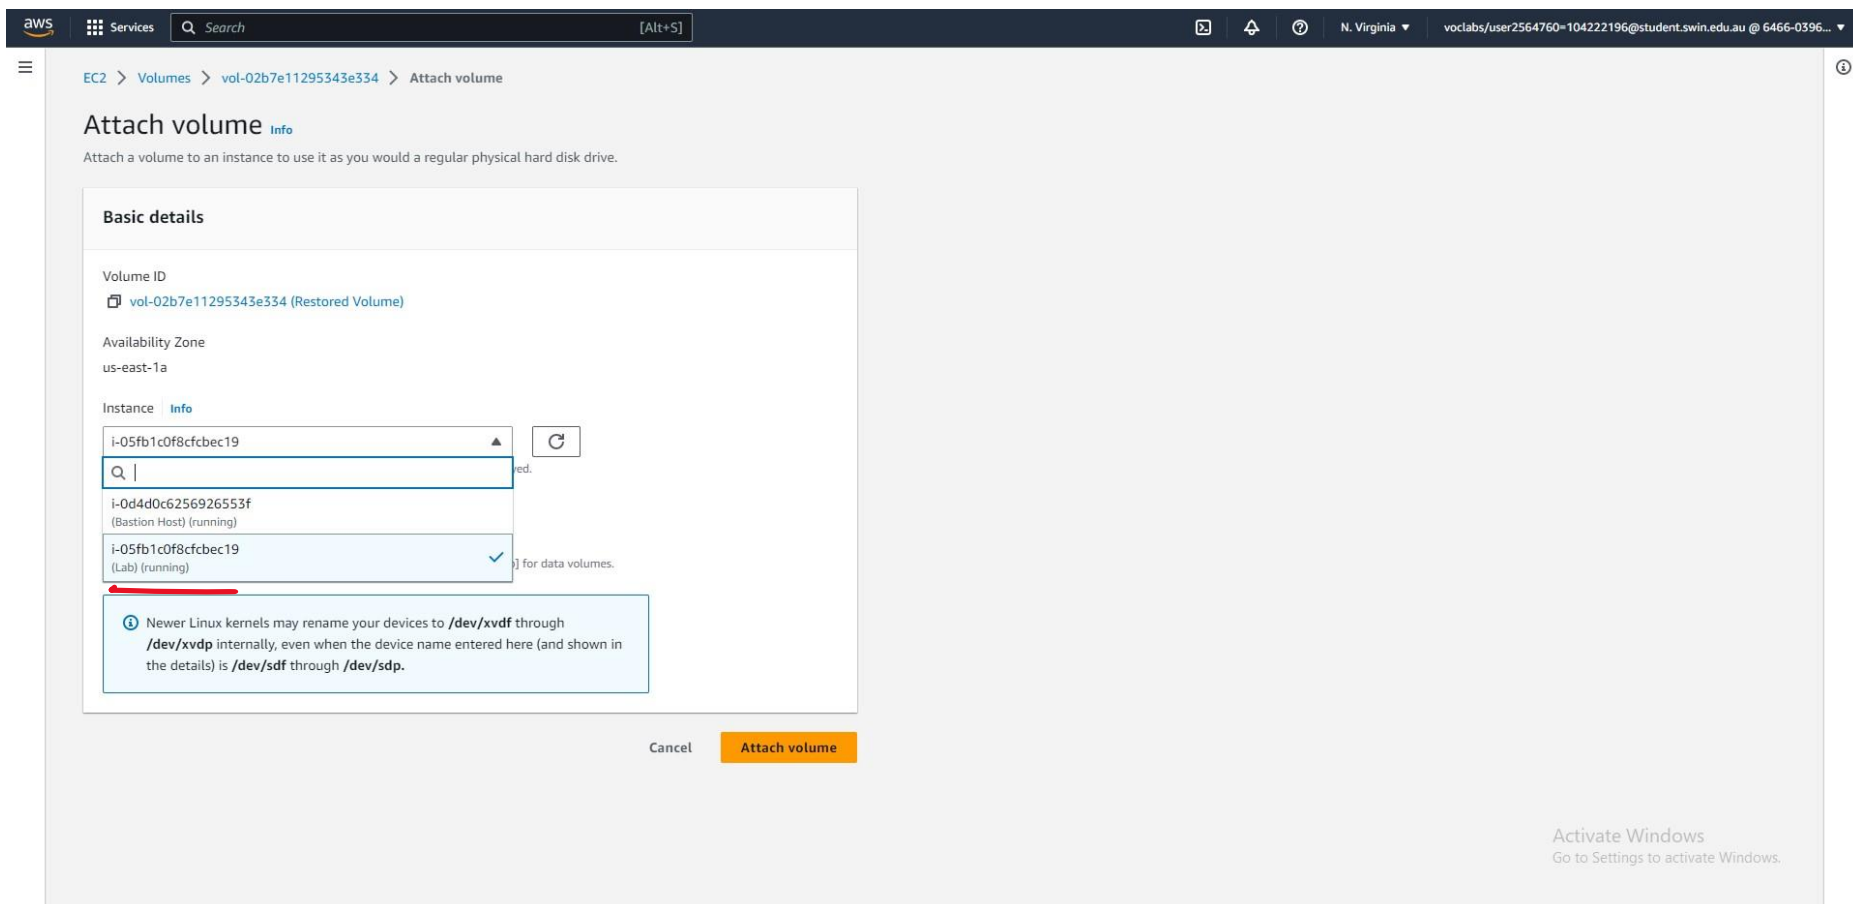 aws Services Search [Alt+S] N. Virginia voclabs/user2564760=104222196@student.swin.edu.au @ 6466-0396...
EC2 Volumes vol-02b7e11295343e334 Attach volume
Attach volume Info
Attach a volume to an instance to use it as you would a regular physical hard disk drive.
Basic details
Volume ID
vol-02b7e11295343e334 (Restored Volume)
Availability Zone
us-east-1a
Instance Info
i-05fb1c0f8cfcbec19
i-0d4d0c6256926553f
(Bastion Host) (running)
i-05fb1c0f8cfcbec19
(Lab) (running)
for data volumes.
Newer Linux kernels may rename your devices to /dev/xvdf through
/dev/xvdp internally, even when the device name entered here (and shown in
the details) is /dev/sdf through /dev/sdp.
Cancel Attach volume
Activate Windows
Go to Settings to activate Windows.